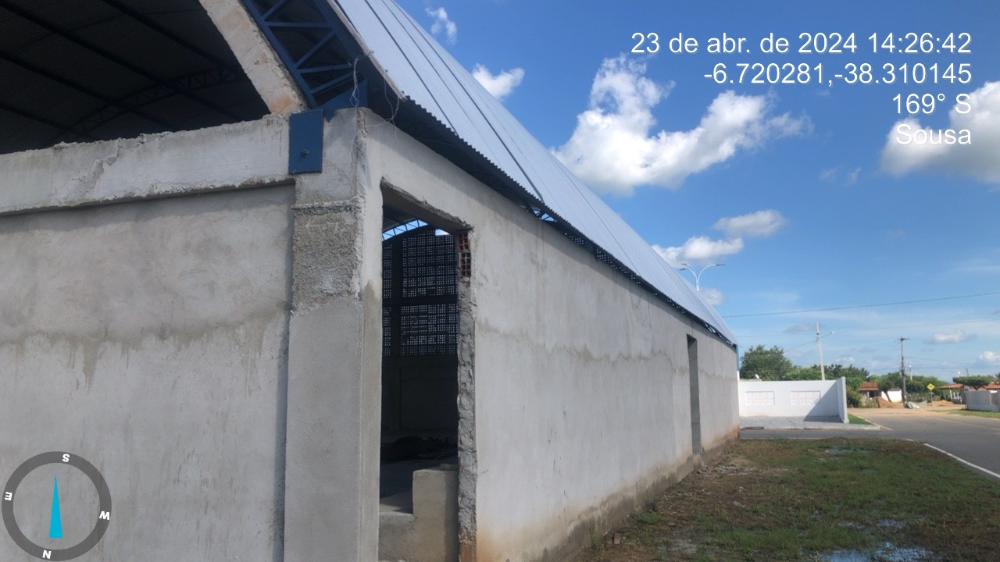 23 de abr. de 2024 14:26:42
-6.720281,-38.310145
169° S
Sousa
S
E
W
N